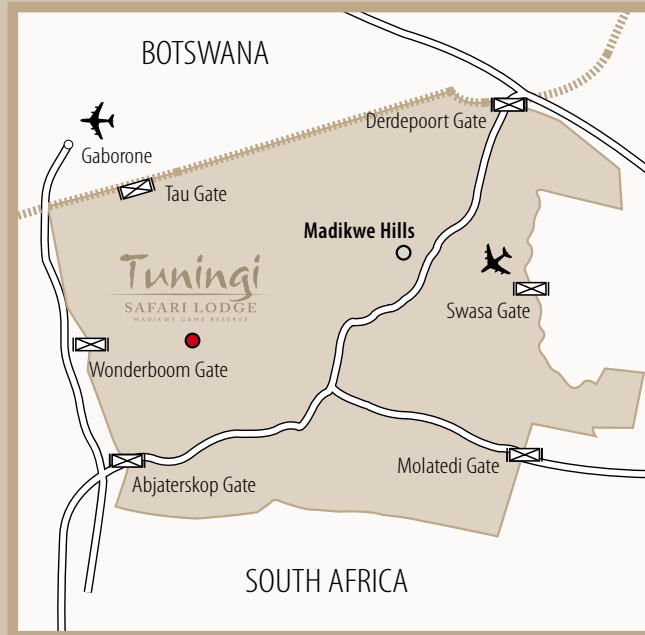 BOTSWANA
Derdepoort Gate
Gaborone
Tau Gate
Madikwe Hills
Tuningi
SAFARI LODGE
MADIKWE GAME RESERVE
Swasa Gate
Wonderboom Gate
Molatedi Gate
Abjaterskop Gate
SOUTH AFRICA